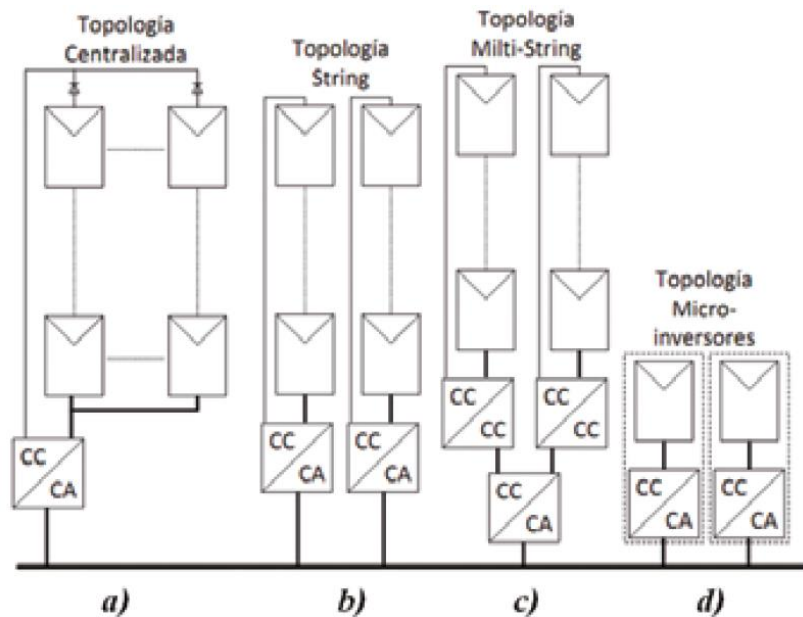 Topología
Centralizada
Topología
String
Topología
Milti-String
Topología
Micro-
inversores
CC
CA
CC
CA
CC
CA
CC
CC
CC
CC
CC
CA
CC
CA
CC
CA
a)
b)
c)
d)